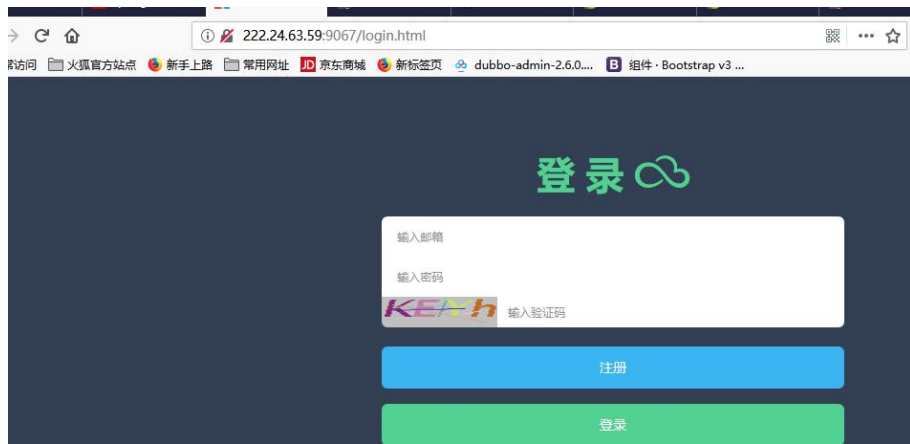 222.24.63.59:9067/login.html
常访问 火狐官方站点 新手上路 常用网址 JD 京东商城 新标签页 dubbo-admin-2.6.0.... B 组件 · Bootstrap v3 ...
登录
输入邮箱
输入密码
输入验证码
注册
登录